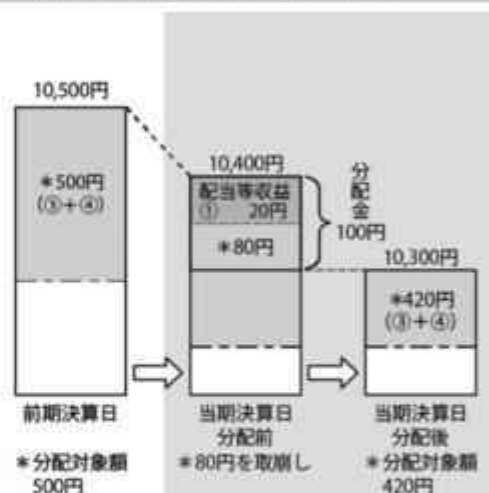 10,500円
*500円
(③+④)
10,400円
配当等収益
① 20円
*80円
分配金
100円
10,300円
*420円
(③+④)
前期決算日
*分配対象額
500円
当期決算日
分配前
*80円を取崩し
当期決算日
分配後
*分配対象額
420円